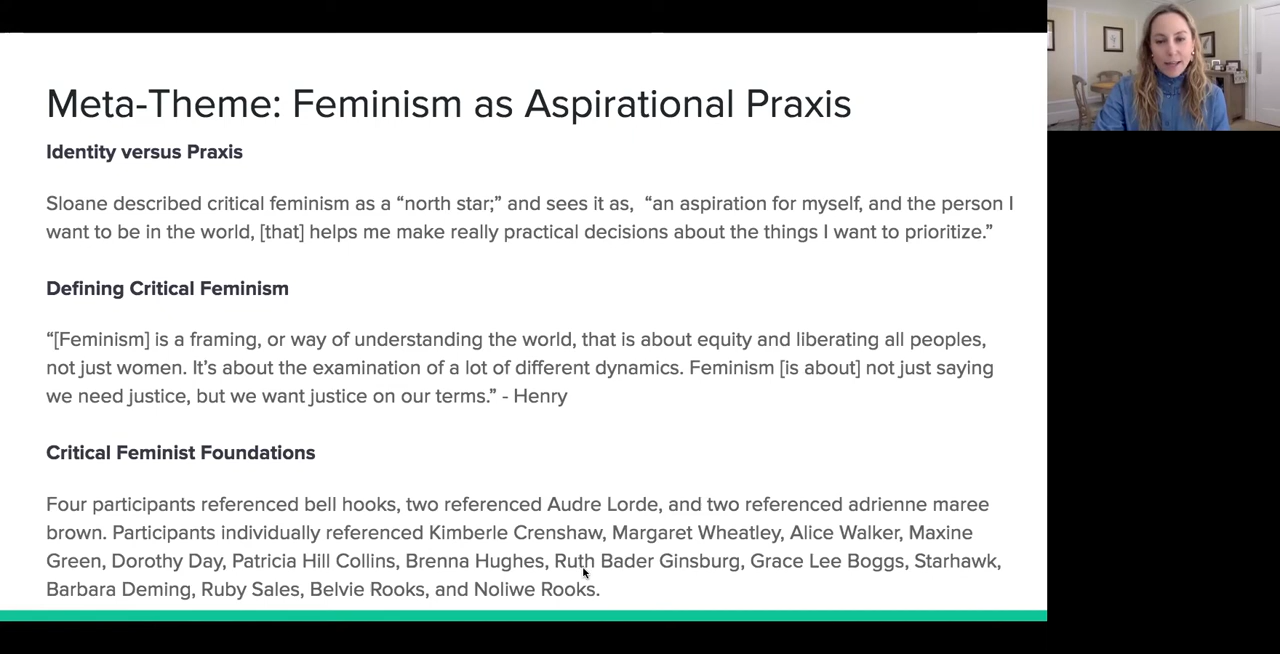 Meta-Theme: Feminism as Aspirational Praxis
Identity versus Praxis
Sloane described critical feminism as a “north star;” and sees it as,  “an aspiration for myself, and the person I
want to be in the world, [that] helps me make really practical decisions about the things I want to prioritize.”
Defining Critical Feminism
“[Feminism] is a framing, or way of understanding the world, that is about equity and liberating all peoples,
not just women. It’s about the examination of a lot of different dynamics. Feminism [is about] not just saying
we need justice, but we want justice on our terms.” - Henry
Critical Feminist Foundations
Four participants referenced bell hooks, two referenced Audre Lorde, and two referenced adrienne maree
brown. Participants individually referenced Kimberle Crenshaw, Margaret Wheatley, Alice Walker, Maxine
Green, Dorothy Day, Patricia Hill Collins, Brenna Hughes, Ruth Bader Ginsburg, Grace Lee Boggs, Starhawk,
Barbara Deming, Ruby Sales, Belvie Rooks, and Noliwe Rooks.